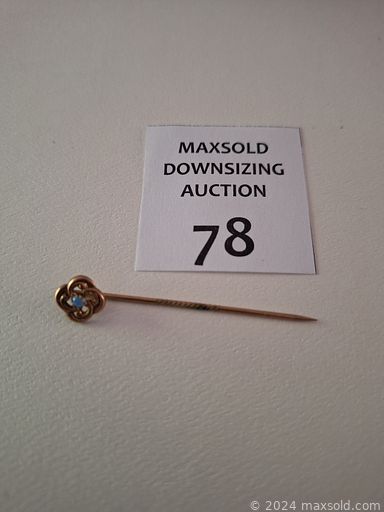 MAXSOLD
DOWNSIZING
AUCTION
78
© 2024 maxsold.com